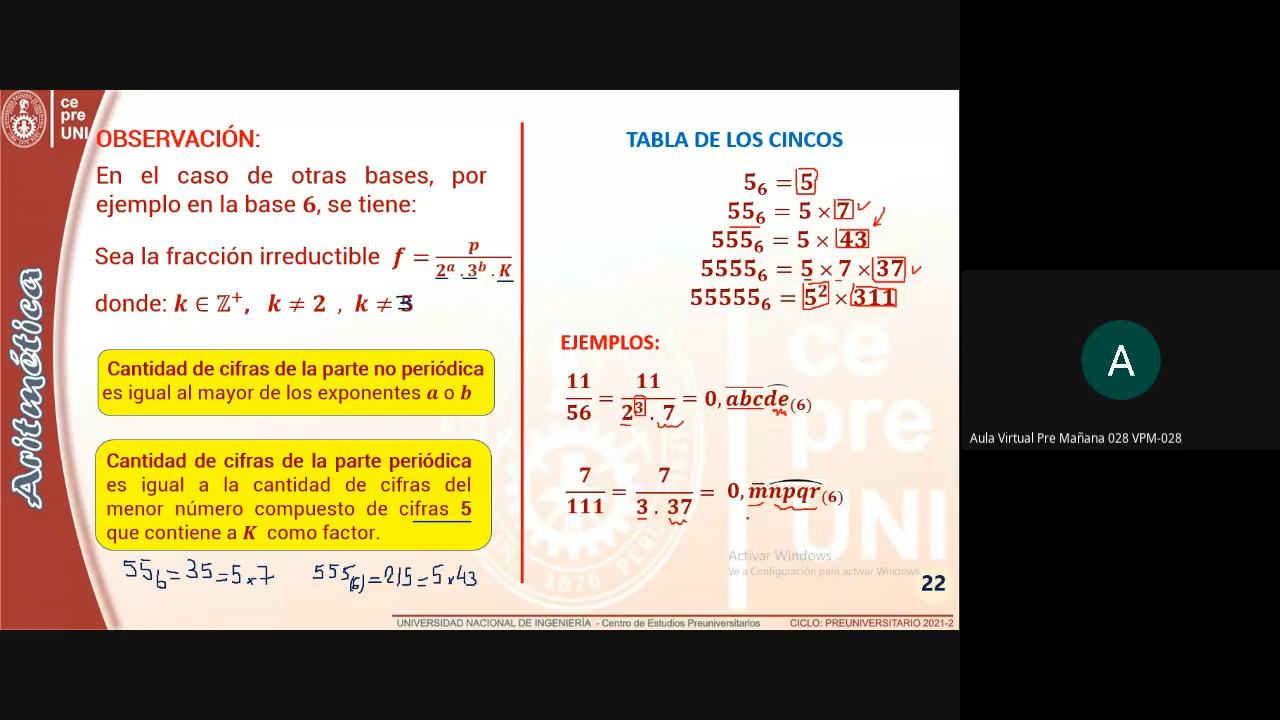 ce
pre
UNI
Aritmética
OBSERVACIÓN:
En el caso de otras bases, por
ejemplo en la base 6, se tiene:
Sea la fracción irreductible f = p / 2^a . 3^b . K
donde: k ∈ ℤ⁺, k ≠ 2 , k ≠ 3
Cantidad de cifras de la parte no periódica
es igual al mayor de los exponentes a o b
Cantidad de cifras de la parte periódica
es igual a la cantidad de cifras del
menor número compuesto de cifras 5
que contiene a K como factor.
55₆ = 35 = 5 × 7
555₍₆₎ = 215 = 5 × 43
TABLA DE LOS CINCOS
5₆ = 5
55₆ = 5 × 7
555₆ = 5 × 43
5555₆ = 5 × 7 × 37
55555₆ = 5² × 311
EJEMPLOS:
11/56 = 11/2³ . 7 = 0, abcde₍₆₎
7/111 = 7/3 . 37 = 0, mnpqr₍₆₎
ce
pre
UNI
1876
Activar Windows
Ve a Configuración para activar Windows.
22
UNIVERSIDAD NACIONAL DE INGENIERÍA - Centro de Estudios Preuniversitarios
CICLO: PREUNIVERSITARIO 2021-2
A
Aula Virtual Pre Mañana 028 VPM-028